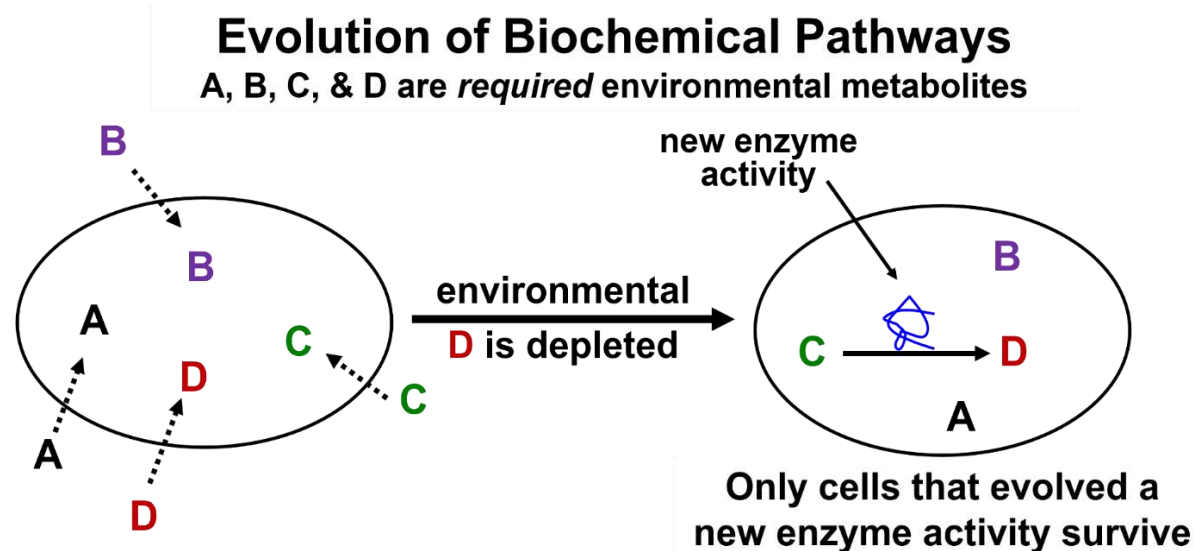 Evolution of Biochemical Pathways
A, B, C, & D are required environmental metabolites
B
B
A
C
D
A
C
D
environmental
D is depleted
new enzyme
activity
B
C
D
A
Only cells that evolved a
new enzyme activity survive